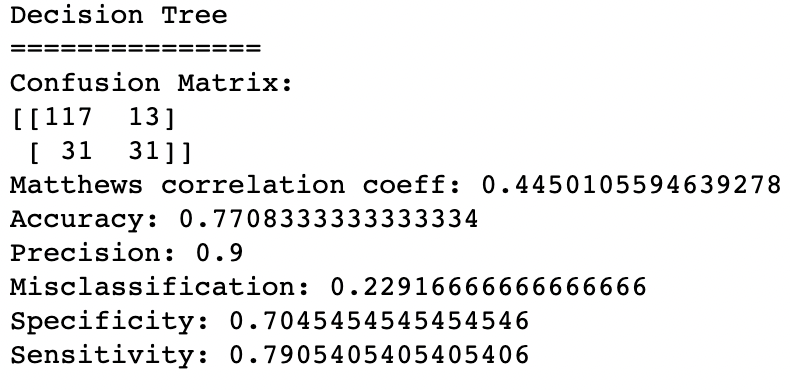 Decision Tree
===============
Confusion Matrix:
[[117  13]
 [ 31  31]]
Matthews correlation coeff: 0.4450105594639278
Accuracy: 0.7708333333333334
Precision: 0.9
Misclassification: 0.22916666666666666
Specificity: 0.7045454545454546
Sensitivity: 0.7905405405405406